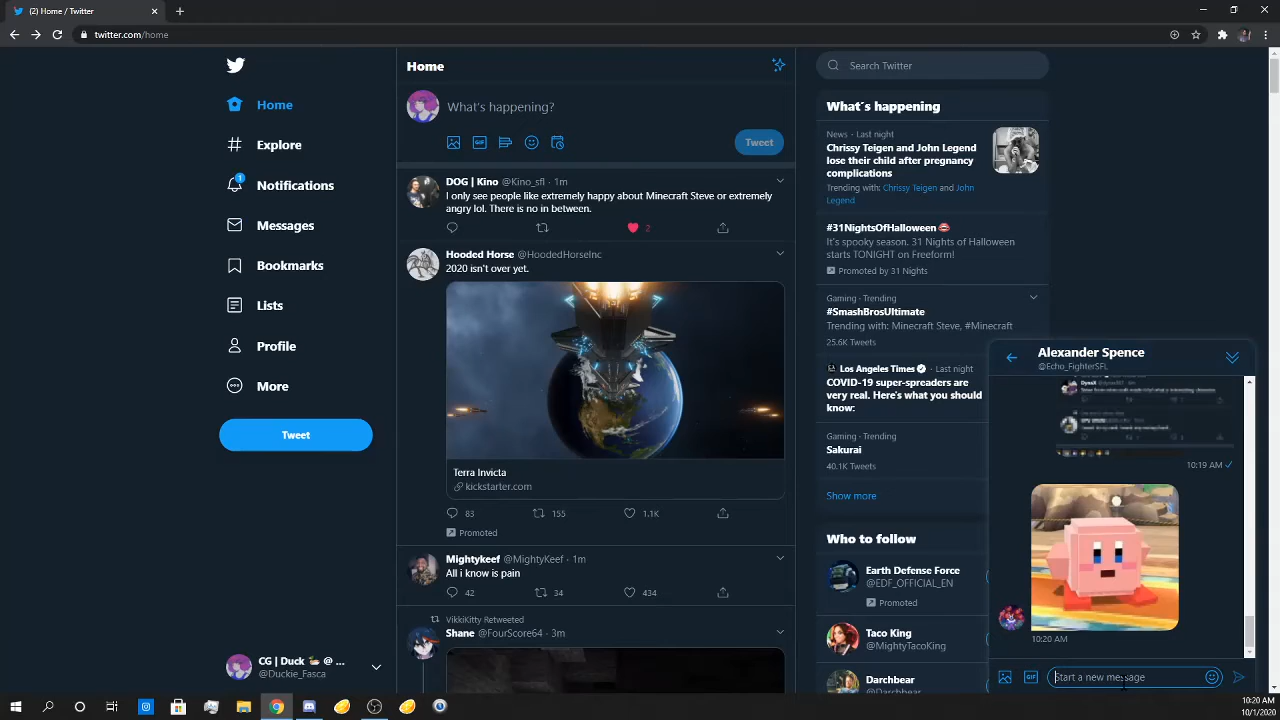 (2) Home / Twitter
twitter.com/home
Home
Explore
1
Notifications
Messages
Bookmarks
Lists
Profile
More
Tweet
CG | Duck 🐣 @ ...
@Duckie_Fasca
Home
What's happening?
GIF
Tweet
DOG | Kino @Kino_sfl · 1m
I only see people like extremely happy about Minecraft Steve or extremely
angry lol. There is no in between.
2
Hooded Horse @HoodedHorseInc
2020 isn't over yet.
Terra Invicta
kickstarter.com
83 155 1.1K
Promoted
Mightykeef @MightyKeef · 1m
All i know is pain
42 34 434
VikkiKitty Retweeted
Shane @FourScore64 · 3m
Search Twitter
What's happening
News · Last night
Chrissy Teigen and John Legend
lose their child after pregnancy
complications
Trending with: Chrissy Teigen and John
Legend
#31NightsOfHalloween
It's spooky season. 31 Nights of Halloween
starts TONIGHT on Freeform!
Promoted by 31 Nights
Gaming · Trending
#SmashBrosUltimate
Trending with: Minecraft Steve, #Minecraft
25.6K Tweets
Los Angeles Times · Last night
COVID-19 super-spreaders are
very real. Here's what you should
know:
Gaming · Trending
Sakurai
40.1K Tweets
Show more
Who to follow
Earth Defense Force
@EDF_OFFICIAL_EN
Promoted
Taco King
@MightyTacoKing
Darchbear
Alexander Spence
@Echo_FighterSFL
10:19 AM
10:20 AM
GIF
Start a new message
10:20 AM
10/1/2020